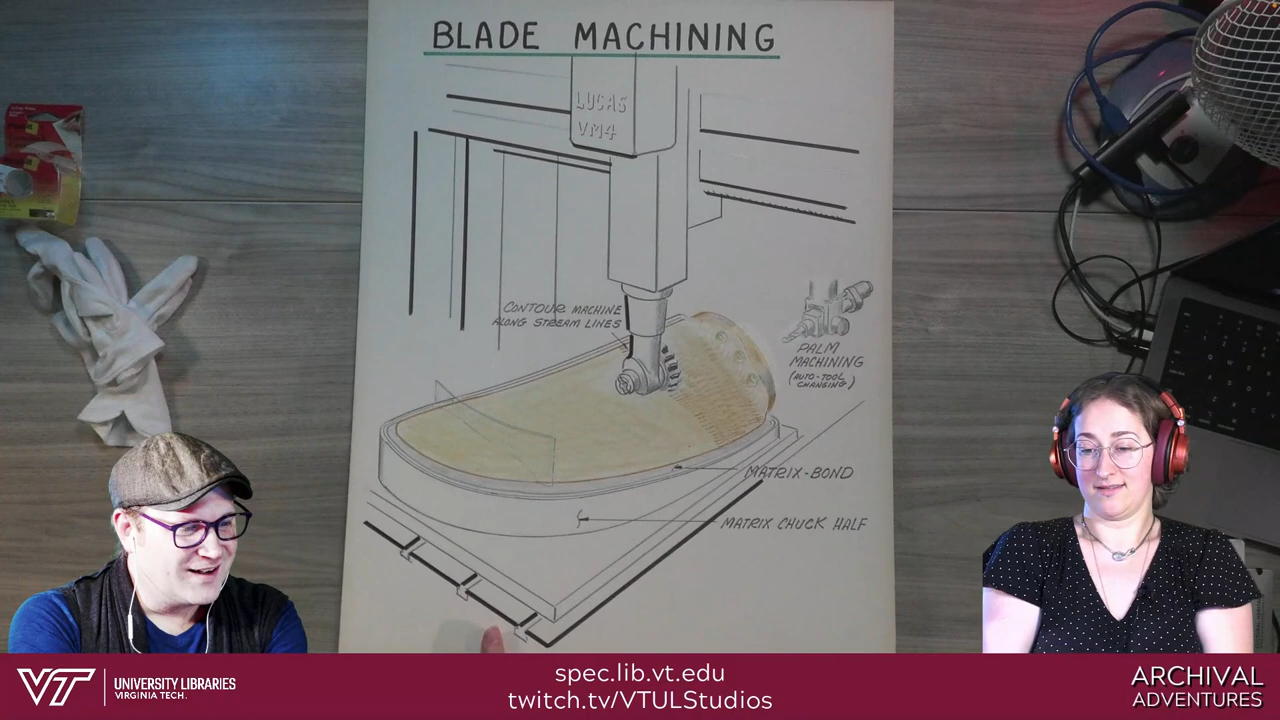 BLADE MACHINING
LUCAS
VM4
CONTOUR MACHINE
ALONG STREAM LINES
PALM
MACHINING
(AUTO-TOOL
CHANGING)
MATRIX-BOND
MATRIX CHUCK HALF
VT
UNIVERSITY LIBRARIES
VIRGINIA TECH.
spec.lib.vt.edu
twitch.tv/VTULStudios
ARCHIVAL
ADVENTURES